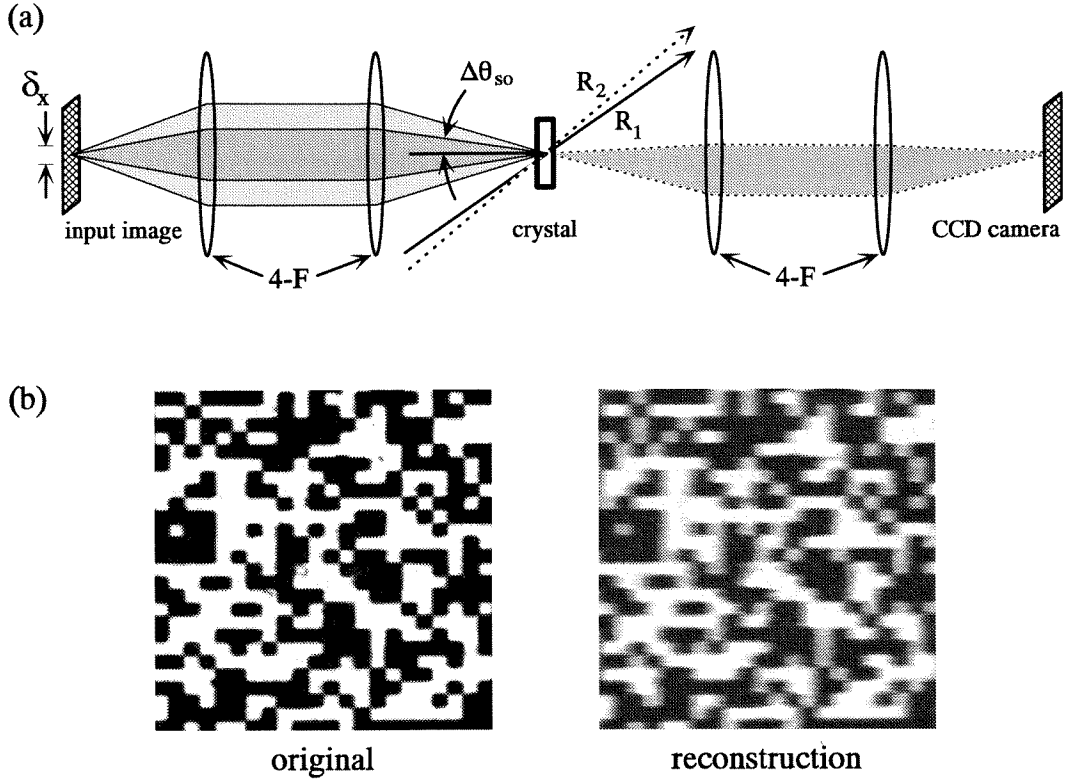 (a)
δx
Δθso
R2
R1
input image
crystal
CCD camera
4-F
4-F
(b)
original
reconstruction